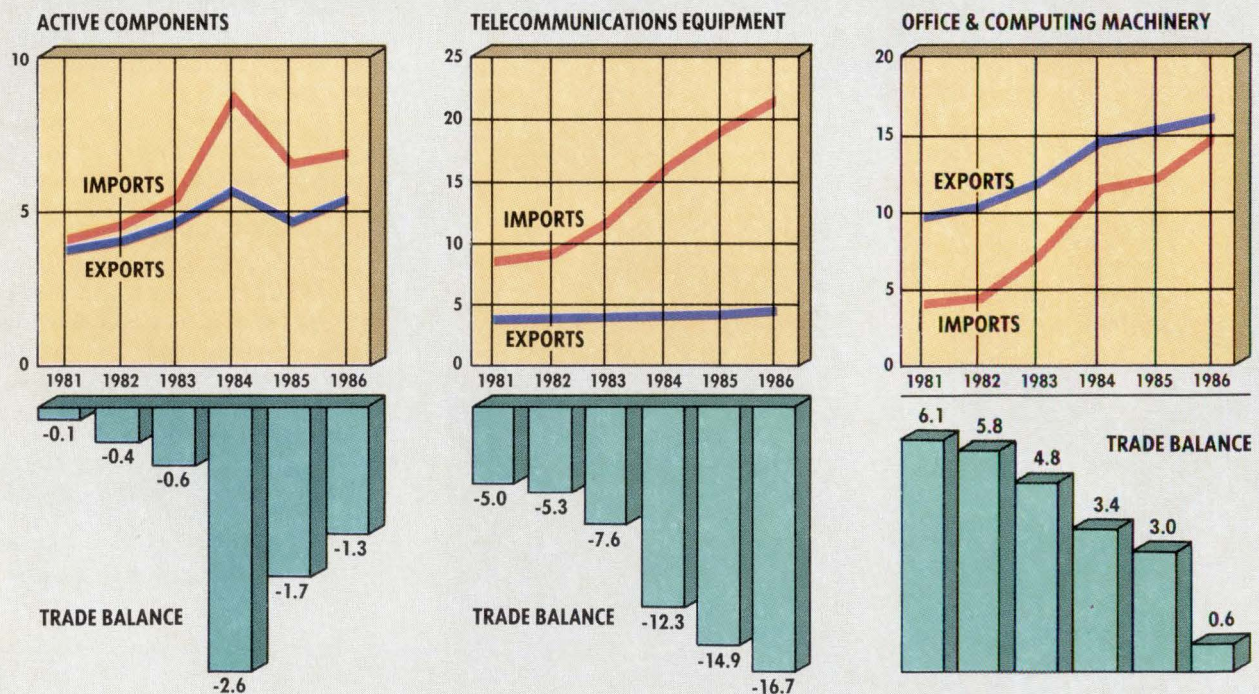 ACTIVE COMPONENTS
10
5
0
IMPORTS
EXPORTS
1981 1982 1983 1984 1985 1986
-0.1
-0.4
-0.6
-2.6
-1.7
-1.3
TRADE BALANCE
TELECOMMUNICATIONS EQUIPMENT
25
20
15
10
5
0
IMPORTS
EXPORTS
1981 1982 1983 1984 1985 1986
-5.0
-5.3
-7.6
-12.3
-14.9
-16.7
TRADE BALANCE
OFFICE & COMPUTING MACHINERY
20
15
10
5
0
EXPORTS
IMPORTS
1981 1982 1983 1984 1985 1986
6.1
5.8
4.8
3.4
3.0
0.6
TRADE BALANCE